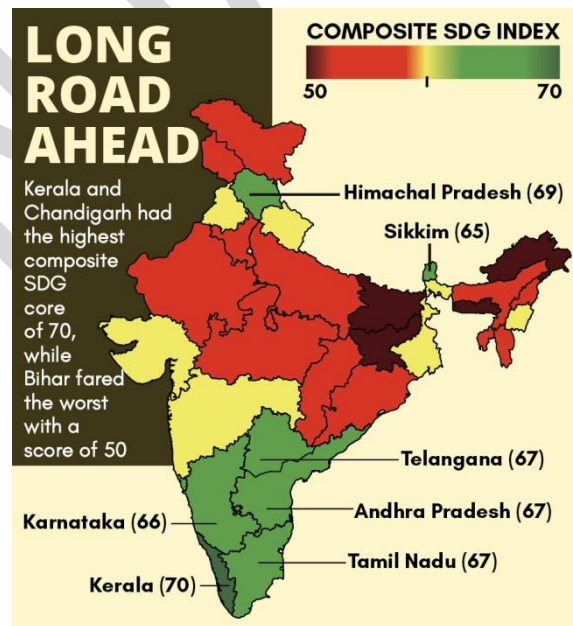 LONG
ROAD
AHEAD
Kerala and
Chandigarh had
the highest
composite
SDG
core
of 70,
while
Bihar fared
the worst
with a
score of 50
COMPOSITE SDG INDEX
50
70
Himachal Pradesh (69)
Sikkim (65)
Telangana (67)
Andhra Pradesh (67)
Karnataka (66)
Tamil Nadu (67)
Kerala (70)